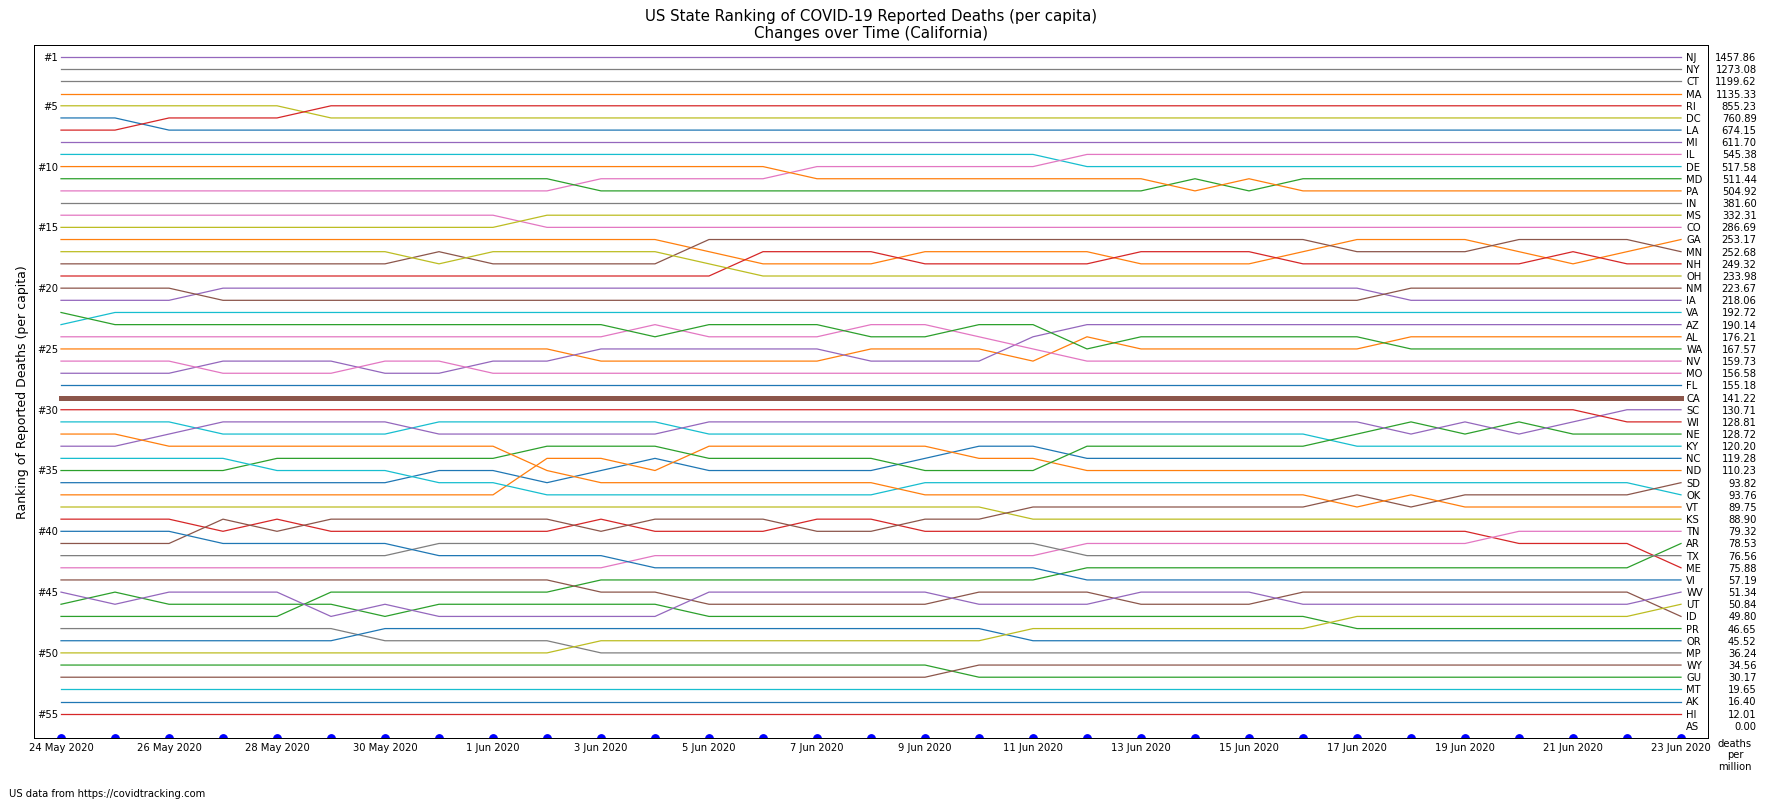 US State Ranking of COVID-19 Reported Deaths (per capita)
Changes over Time (California)
Ranking of Reported Deaths (per capita)
#1
#5
#10
#15
#20
#25
#30
#35
#40
#45
#50
#55
NJ 1457.86
NY 1273.08
CT 1199.62
MA 1135.33
RI 855.23
DC 760.89
LA 674.15
MI 611.70
IL 545.38
DE 517.58
MD 511.44
PA 504.92
IN 381.60
MS 332.31
CO 286.69
GA 253.17
MN 252.68
NH 249.32
OH 233.98
NM 223.67
IA 218.06
VA 192.72
AZ 190.14
AL 176.21
WA 167.57
NV 159.73
MO 156.58
FL 155.18
CA 141.22
SC 130.71
WI 128.81
NE 128.72
KY 120.20
NC 119.28
ND 110.23
SD 93.82
OK 93.76
VT 89.75
KS 88.90
TN 79.32
AR 78.53
TX 76.56
ME 75.88
VI 57.19
WV 51.34
UT 50.84
ID 49.80
PR 46.65
OR 45.52
MP 36.24
WY 34.56
GU 30.17
MT 19.65
AK 16.40
HI 12.01
AS 0.00
24 May 2020 26 May 2020 28 May 2020 30 May 2020 1 Jun 2020 3 Jun 2020 5 Jun 2020 7 Jun 2020 9 Jun 2020 11 Jun 2020 13 Jun 2020 15 Jun 2020 17 Jun 2020 19 Jun 2020 21 Jun 2020 23 Jun 2020
deaths
per
million
US data from https://covidtracking.com